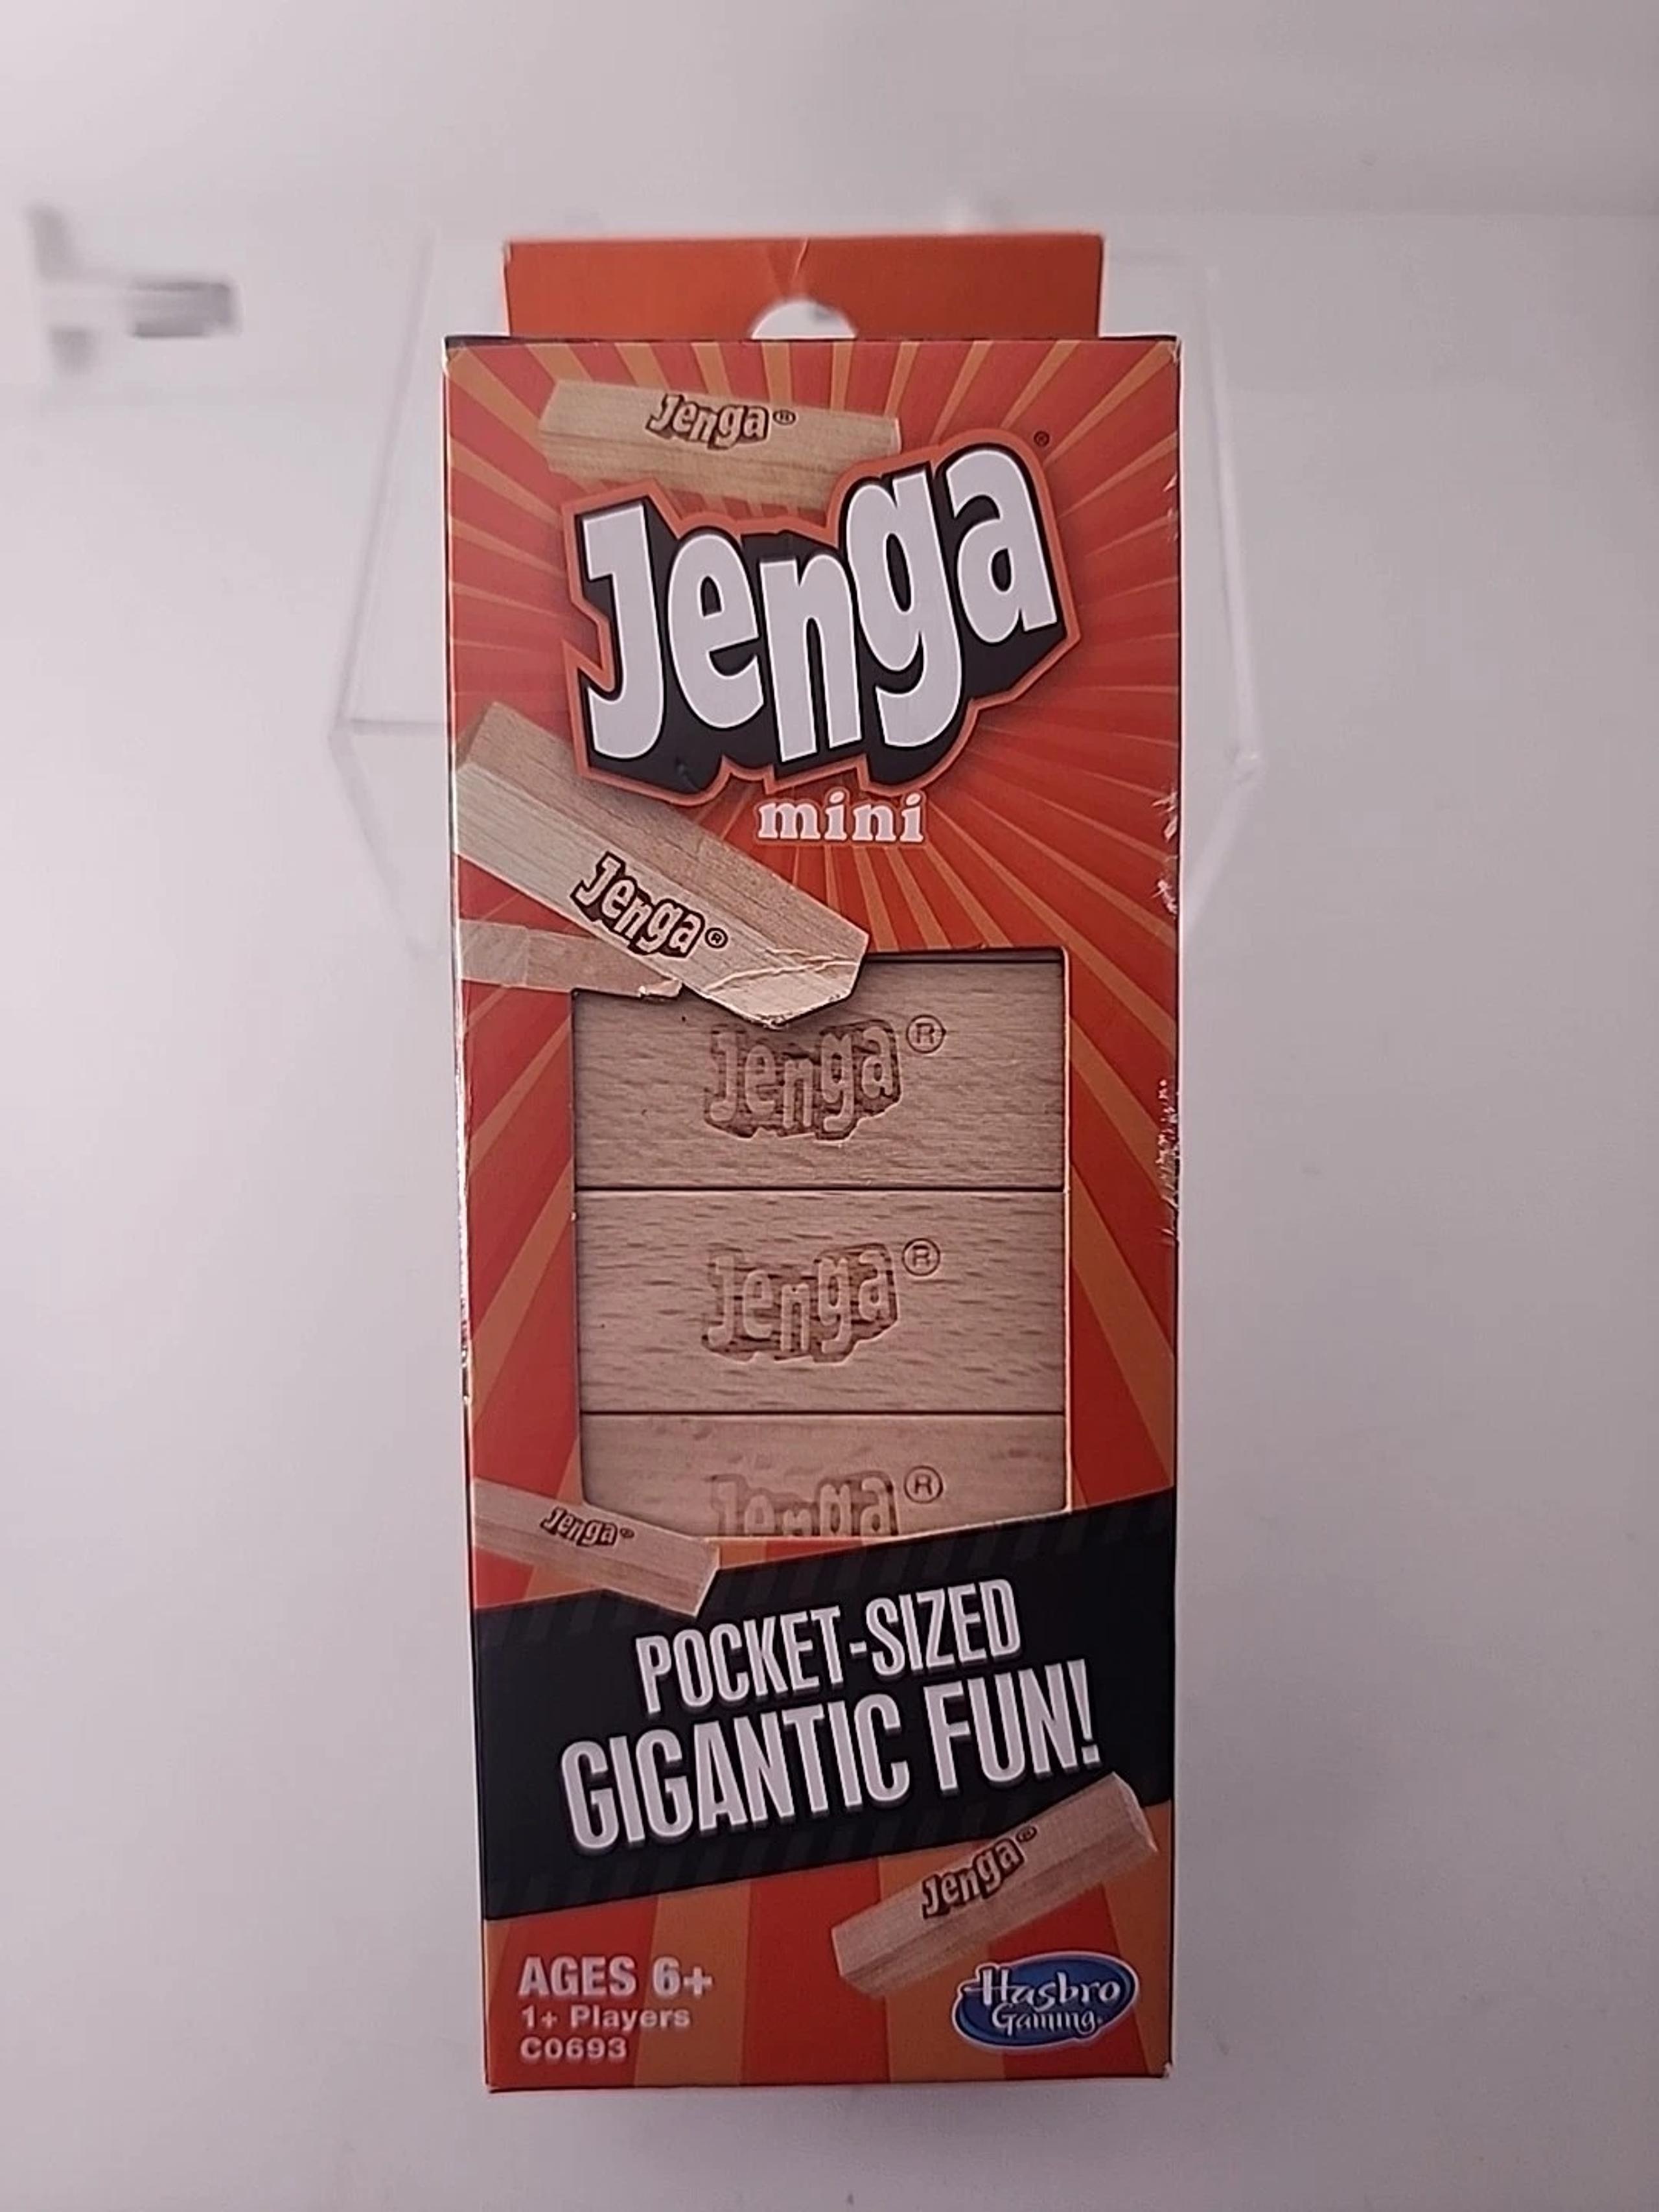 Jenga®
Jenga®
mini
Jenga®
Jenga®
Jenga®
Jenga®
Jenga®
POCKET-SIZED
GIGANTIC FUN!
Jenga®
AGES 6+
1+ Players
C0693
Hasbro
Gaming